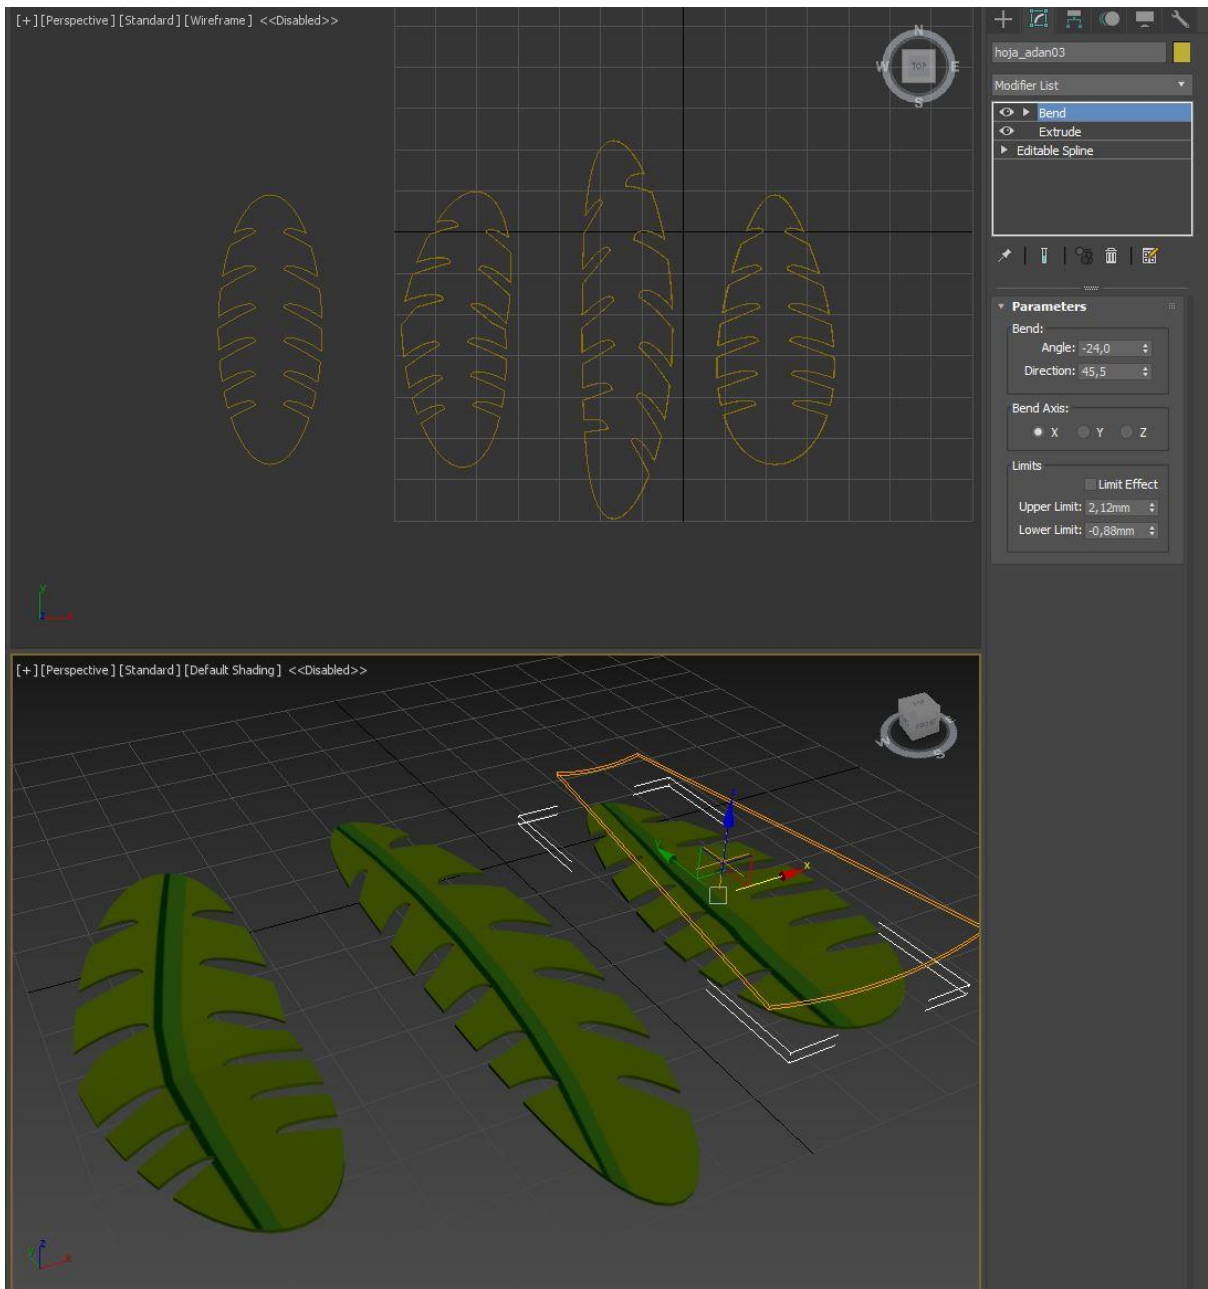 [+] [Perspective ] [Standard ] [Wireframe ] <<Disabled>>
N
W TOP E
S
hoja_adan03
Modifier List
Bend
Extrude
Editable Spline
Parameters
Bend:
Angle: -24,0
Direction: 45,5
Bend Axis:
X Y Z
Limits
Limit Effect
Upper Limit: 2,12mm
Lower Limit: -0,88mm
y
z x
[+] [Perspective ] [Standard ] [Default Shading ] <<Disabled>>
FRONT
W
S
z
y
x
z
y x